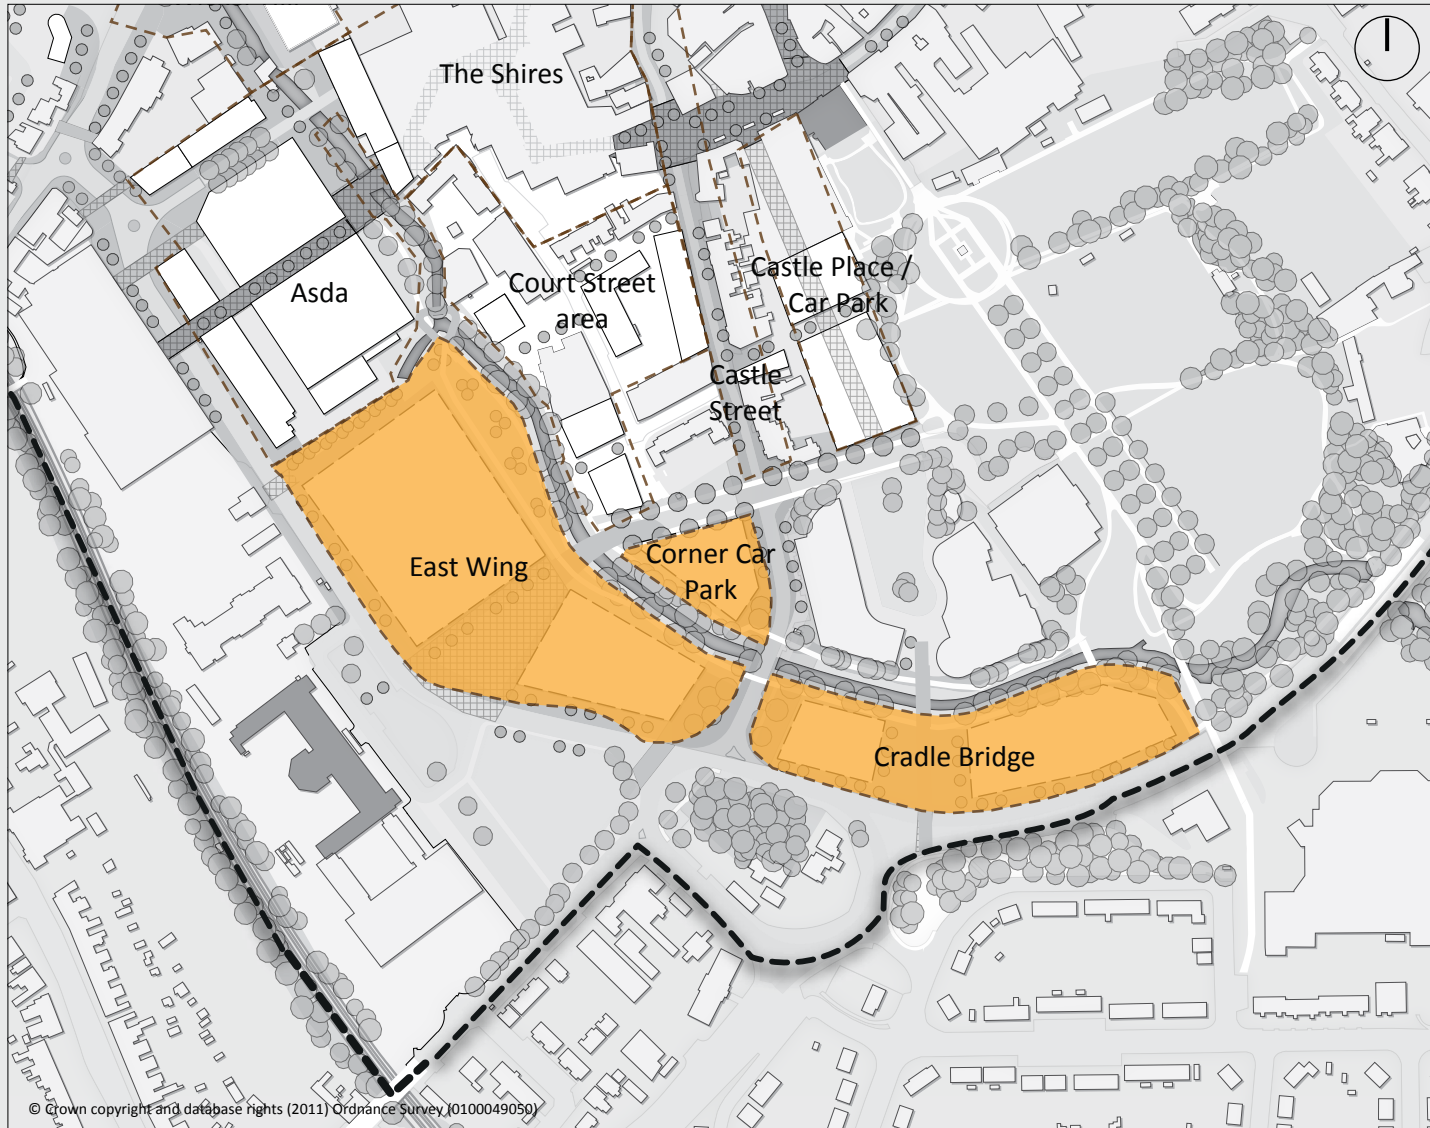 The Shires
Asda
Court Street
area
Castle Place /
Car Park
Castle
Street
East Wing
Corner Car
Park
Cradle Bridge
© Crown copyright and database rights (2011) Ordnance Survey (0100049050)